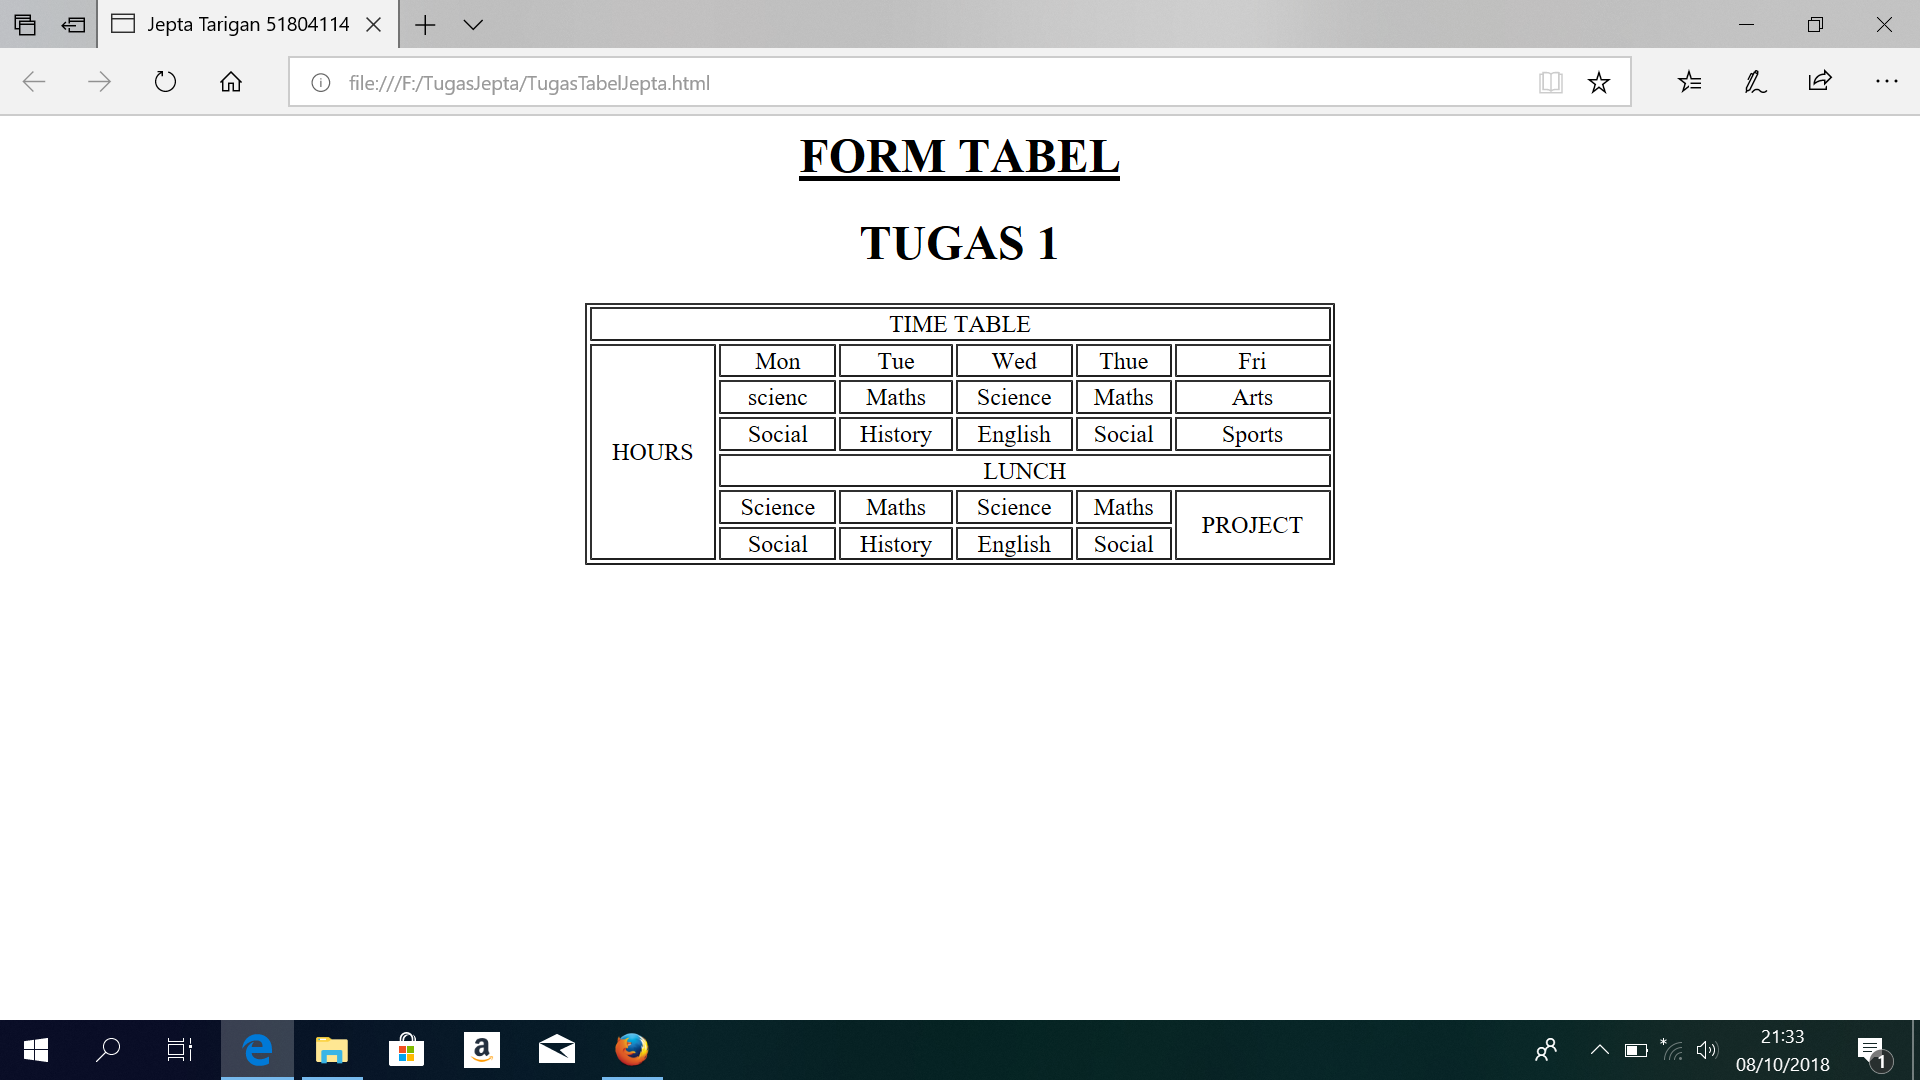 Jepta Tarigan 51804114
file:///F:/TugasJepta/TugasTabelJepta.html
FORM TABEL
TUGAS 1
TIME TABLE
HOURS Mon Tue Wed Thue Fri
scienc Maths Science Maths Arts
Social History English Social Sports
LUNCH
Science Maths Science Maths PROJECT
Social History English Social
a
21:33
08/10/2018
1